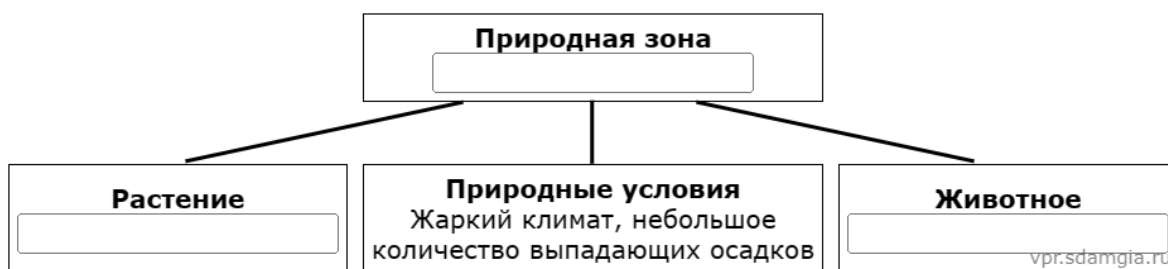 Природная зона
Растение
Природные условия
Жаркий климат, небольшое
количество выпадающих осадков
Животное
vpr.sdamgia.ru